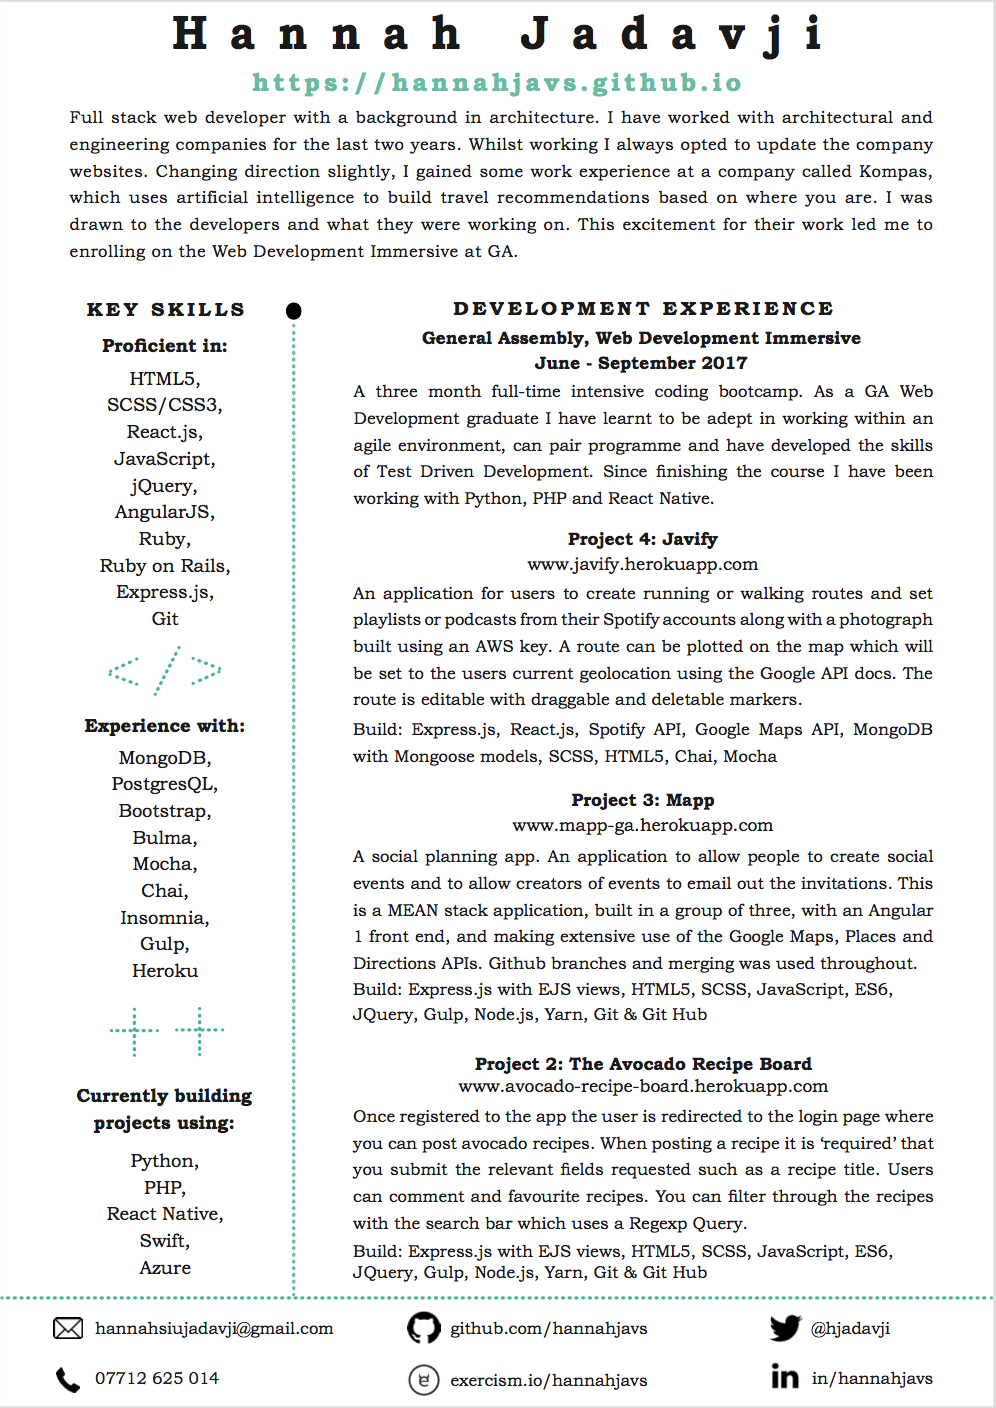 Hannah Jadavji
https://hannahjavs.github.io
Full stack web developer with a background in architecture. I have worked with architectural and
engineering companies for the last two years. Whilst working I always opted to update the company
websites. Changing direction slightly, I gained some work experience at a company called Kompas,
which uses artificial intelligence to build travel recommendations based on where you are. I was
drawn to the developers and what they were working on. This excitement for their work led me to
enrolling on the Web Development Immersive at GA.
KEY SKILLS
Proficient in:
HTML5,
SCSS/CSS3,
React.js,
JavaScript,
jQuery,
AngularJS,
Ruby,
Ruby on Rails,
Express.js,
Git
</>
Experience with:
MongoDB,
PostgresQL,
Bootstrap,
Bulma,
Mocha,
Chai,
Insomnia,
Gulp,
Heroku
++
Currently building
projects using:
Python,
PHP,
React Native,
Swift,
Azure
DEVELOPMENT EXPERIENCE
General Assembly, Web Development Immersive
June - September 2017
A three month full-time intensive coding bootcamp. As a GA Web
Development graduate I have learnt to be adept in working within an
agile environment, can pair programme and have developed the skills
of Test Driven Development. Since finishing the course I have been
working with Python, PHP and React Native.
Project 4: Javify
www.javify.herokuapp.com
An application for users to create running or walking routes and set
playlists or podcasts from their Spotify accounts along with a photograph
built using an AWS key. A route can be plotted on the map which will
be set to the users current geolocation using the Google API docs. The
route is editable with draggable and deletable markers.
Build: Express.js, React.js, Spotify API, Google Maps API, MongoDB
with Mongoose models, SCSS, HTML5, Chai, Mocha
Project 3: Mapp
www.mapp-ga.herokuapp.com
A social planning app. An application to allow people to create social
events and to allow creators of events to email out the invitations. This
is a MEAN stack application, built in a group of three, with an Angular
1 front end, and making extensive use of the Google Maps, Places and
Directions APIs. Github branches and merging was used throughout.
Build: Express.js with EJS views, HTML5, SCSS, JavaScript, ES6,
JQuery, Gulp, Node.js, Yarn, Git & Git Hub
Project 2: The Avocado Recipe Board
www.avocado-recipe-board.herokuapp.com
Once registered to the app the user is redirected to the login page where
you can post avocado recipes. When posting a recipe it is ‘required’ that
you submit the relevant fields requested such as a recipe title. Users
can comment and favourite recipes. You can filter through the recipes
with the search bar which uses a Regexp Query.
Build: Express.js with EJS views, HTML5, SCSS, JavaScript, ES6,
JQuery, Gulp, Node.js, Yarn, Git & Git Hub
hannahsiujadavji@gmail.com
github.com/hannahjavs
@hjadavji
07712 625 014
exercism.io/hannahjavs
in
in/hannahjavs